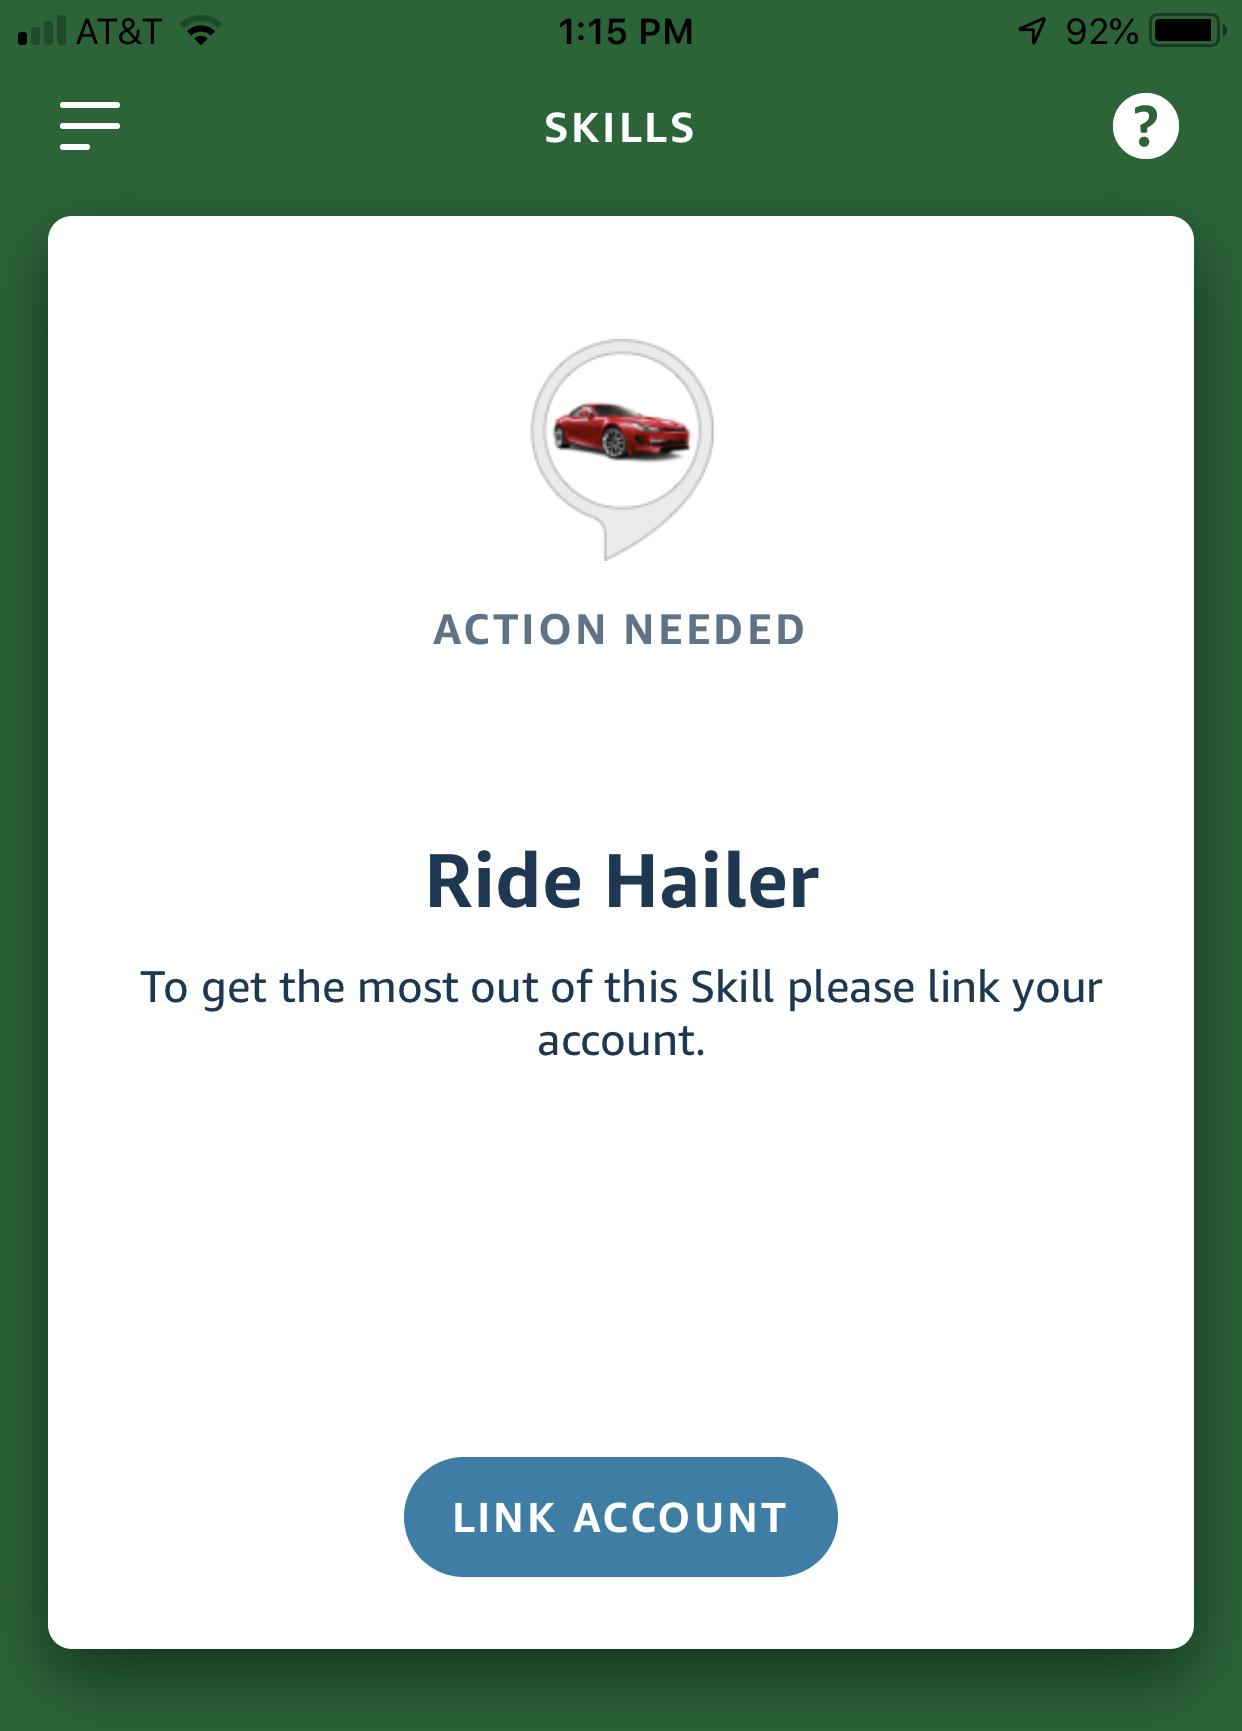 AT&T 1:15 PM 92%
SKILLS ?
ACTION NEEDED
Ride Hailer
To get the most out of this Skill please link your
account.
LINK ACCOUNT